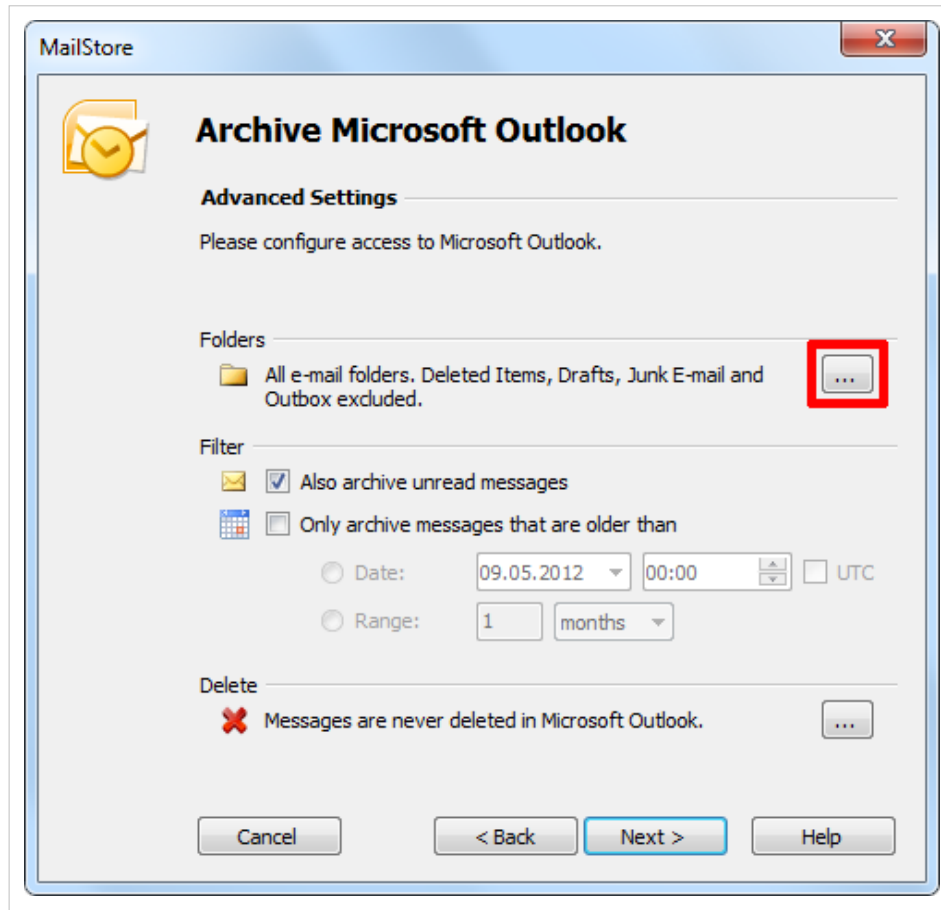 MailStore
Archive Microsoft Outlook
Advanced Settings
Please configure access to Microsoft Outlook.
Folders
All e-mail folders. Deleted Items, Drafts, Junk E-mail and
Outbox excluded.
...
Filter
Also archive unread messages
Only archive messages that are older than
Date: 09.05.2012 00:00 UTC
Range: 1 months
Delete
Messages are never deleted in Microsoft Outlook. ...
Cancel < Back Next > Help